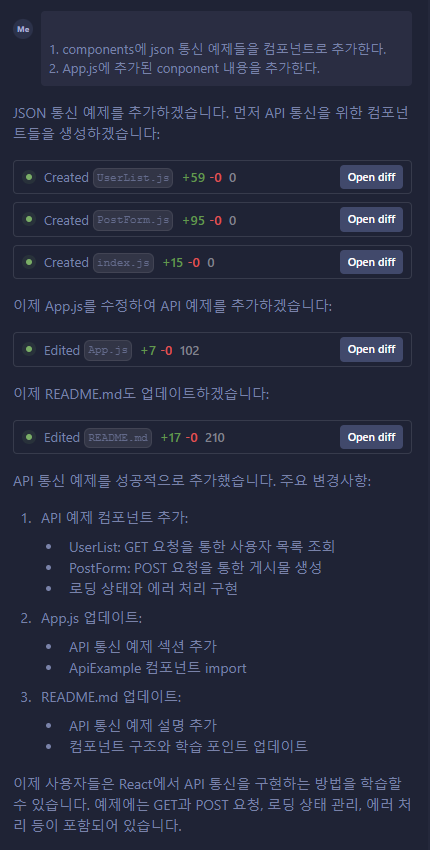 Me
1. components에 json 통신 예제들을 컴포넌트로 추가한다.
2. App.js에 추가된 conponent 내용을 추가한다.
JSON 통신 예제를 추가하겠습니다. 먼저 API 통신을 위한 컴포넌
트들을 생성하겠습니다:
Created UserList.js +59 -0 0 Open diff
Created PostForm.js +95 -0 0 Open diff
Created index.js +15 -0 0 Open diff
이제 App.js를 수정하여 API 예제를 추가하겠습니다:
Edited App.js +7 -0 102 Open diff
이제 README.md도 업데이트하겠습니다:
Edited README.md +17 -0 210 Open diff
API 통신 예제를 성공적으로 추가했습니다. 주요 변경사항:
1. API 예제 컴포넌트 추가:
• UserList: GET 요청을 통한 사용자 목록 조회
• PostForm: POST 요청을 통한 게시물 생성
• 로딩 상태와 에러 처리 구현
2. App.js 업데이트:
• API 통신 예제 섹션 추가
• ApiExample 컴포넌트 import
3. README.md 업데이트:
• API 통신 예제 설명 추가
• 컴포넌트 구조와 학습 포인트 업데이트
이제 사용자들은 React에서 API 통신을 구현하는 방법을 학습할
수 있습니다. 예제에는 GET과 POST 요청, 로딩 상태 관리, 에러 처
리 등이 포함되어 있습니다.